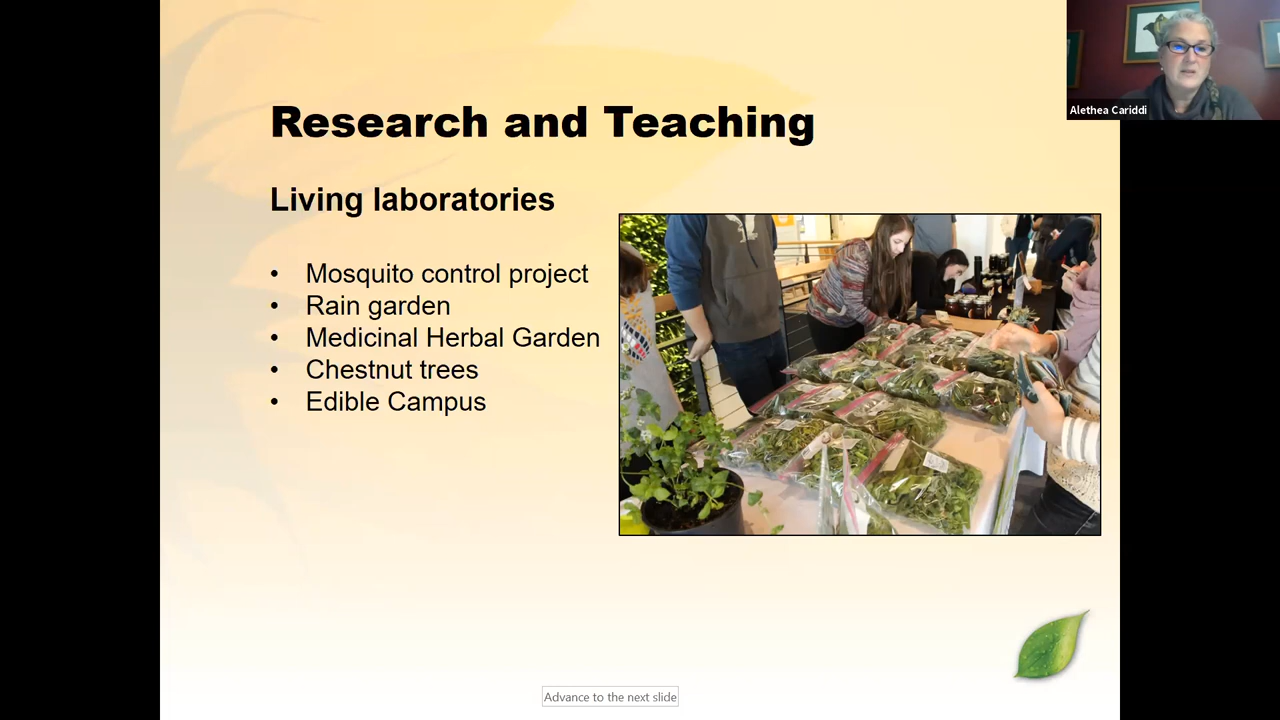 Research and Teaching
Living laboratories
• Mosquito control project
• Rain garden
• Medicinal Herbal Garden
• Chestnut trees
• Edible Campus
Alethea Cariddi
Advance to the next slide